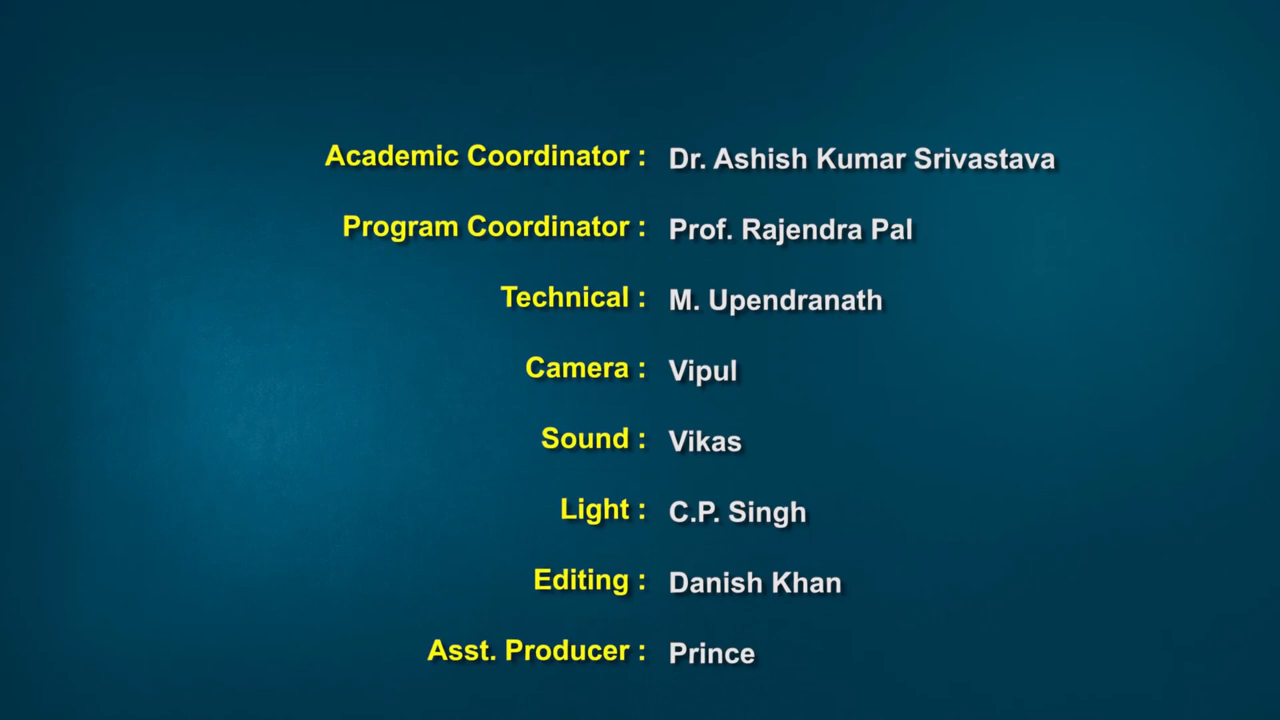 Academic Coordinator : Dr. Ashish Kumar Srivastava
Program Coordinator : Prof. Rajendra Pal
Technical : M. Upendranath
Camera : Vipul
Sound : Vikas
Light : C.P. Singh
Editing : Danish Khan
Asst. Producer : Prince